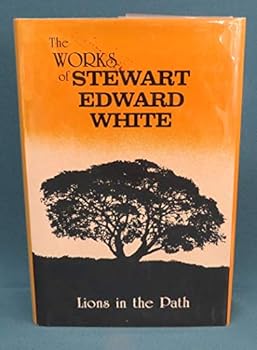 The
WORKS
of STEWART
EDWARD
WHITE
Lions in the Path